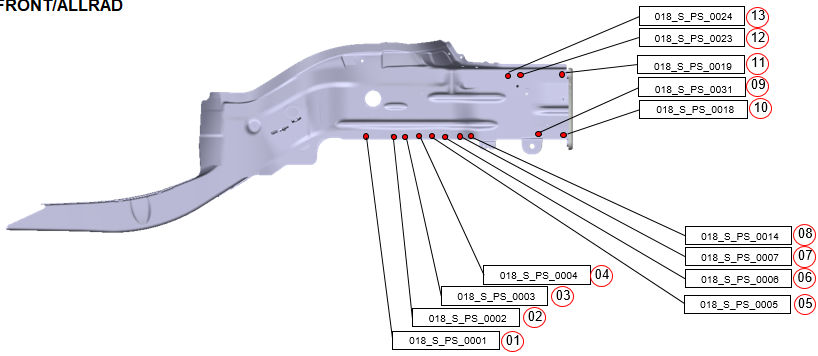 FRONT/ALLRAD
018_S_PS_0024 13
018_S_PS_0023 12
018_S_PS_0019 11
018_S_PS_0031 09
018_S_PS_0018 10
018_S_PS_0014 08
018_S_PS_0007 07
018_S_PS_0006 06
018_S_PS_0005 05
018_S_PS_0004 04
018_S_PS_0003 03
018_S_PS_0002 02
018_S_PS_0001 01